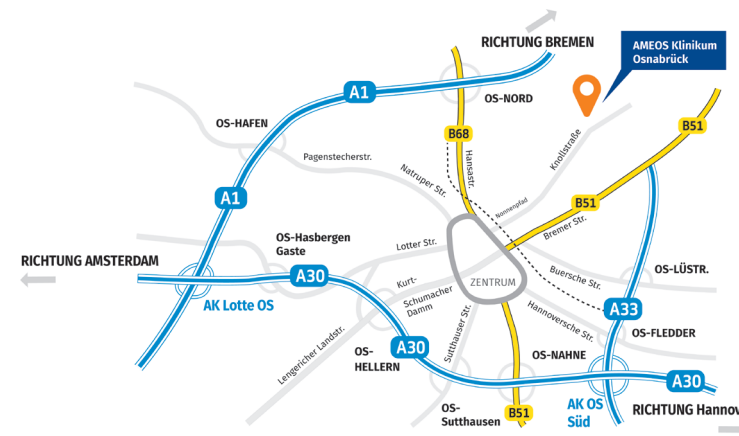 RICHTUNG BREMEN
AMEOS Klinikum
Osnabrück
A1
OS-NORD
OS-HAFEN
B68
B51
Knollstraße
Pagenstecherstr.
Hansastr.
Natruper Str.
A1
Nonnenpfad
B51
Bremer Str.
OS-Hasbergen
Gaste
Lotter Str.
RICHTUNG AMSTERDAM
A30
AK Lotte OS
Kurt-
Schumacher
Damm
ZENTRUM
Buersche Str.
OS-LÜSTR.
Hannoversche Str.
A33
OS-FLEDDER
Lengericher Landstr.
Sutthauser Str.
A30
OS-
HELLERN
OS-NAHNE
A30
OS-
Sutthausen
B51
AK OS
Süd
RICHTUNG Hannov